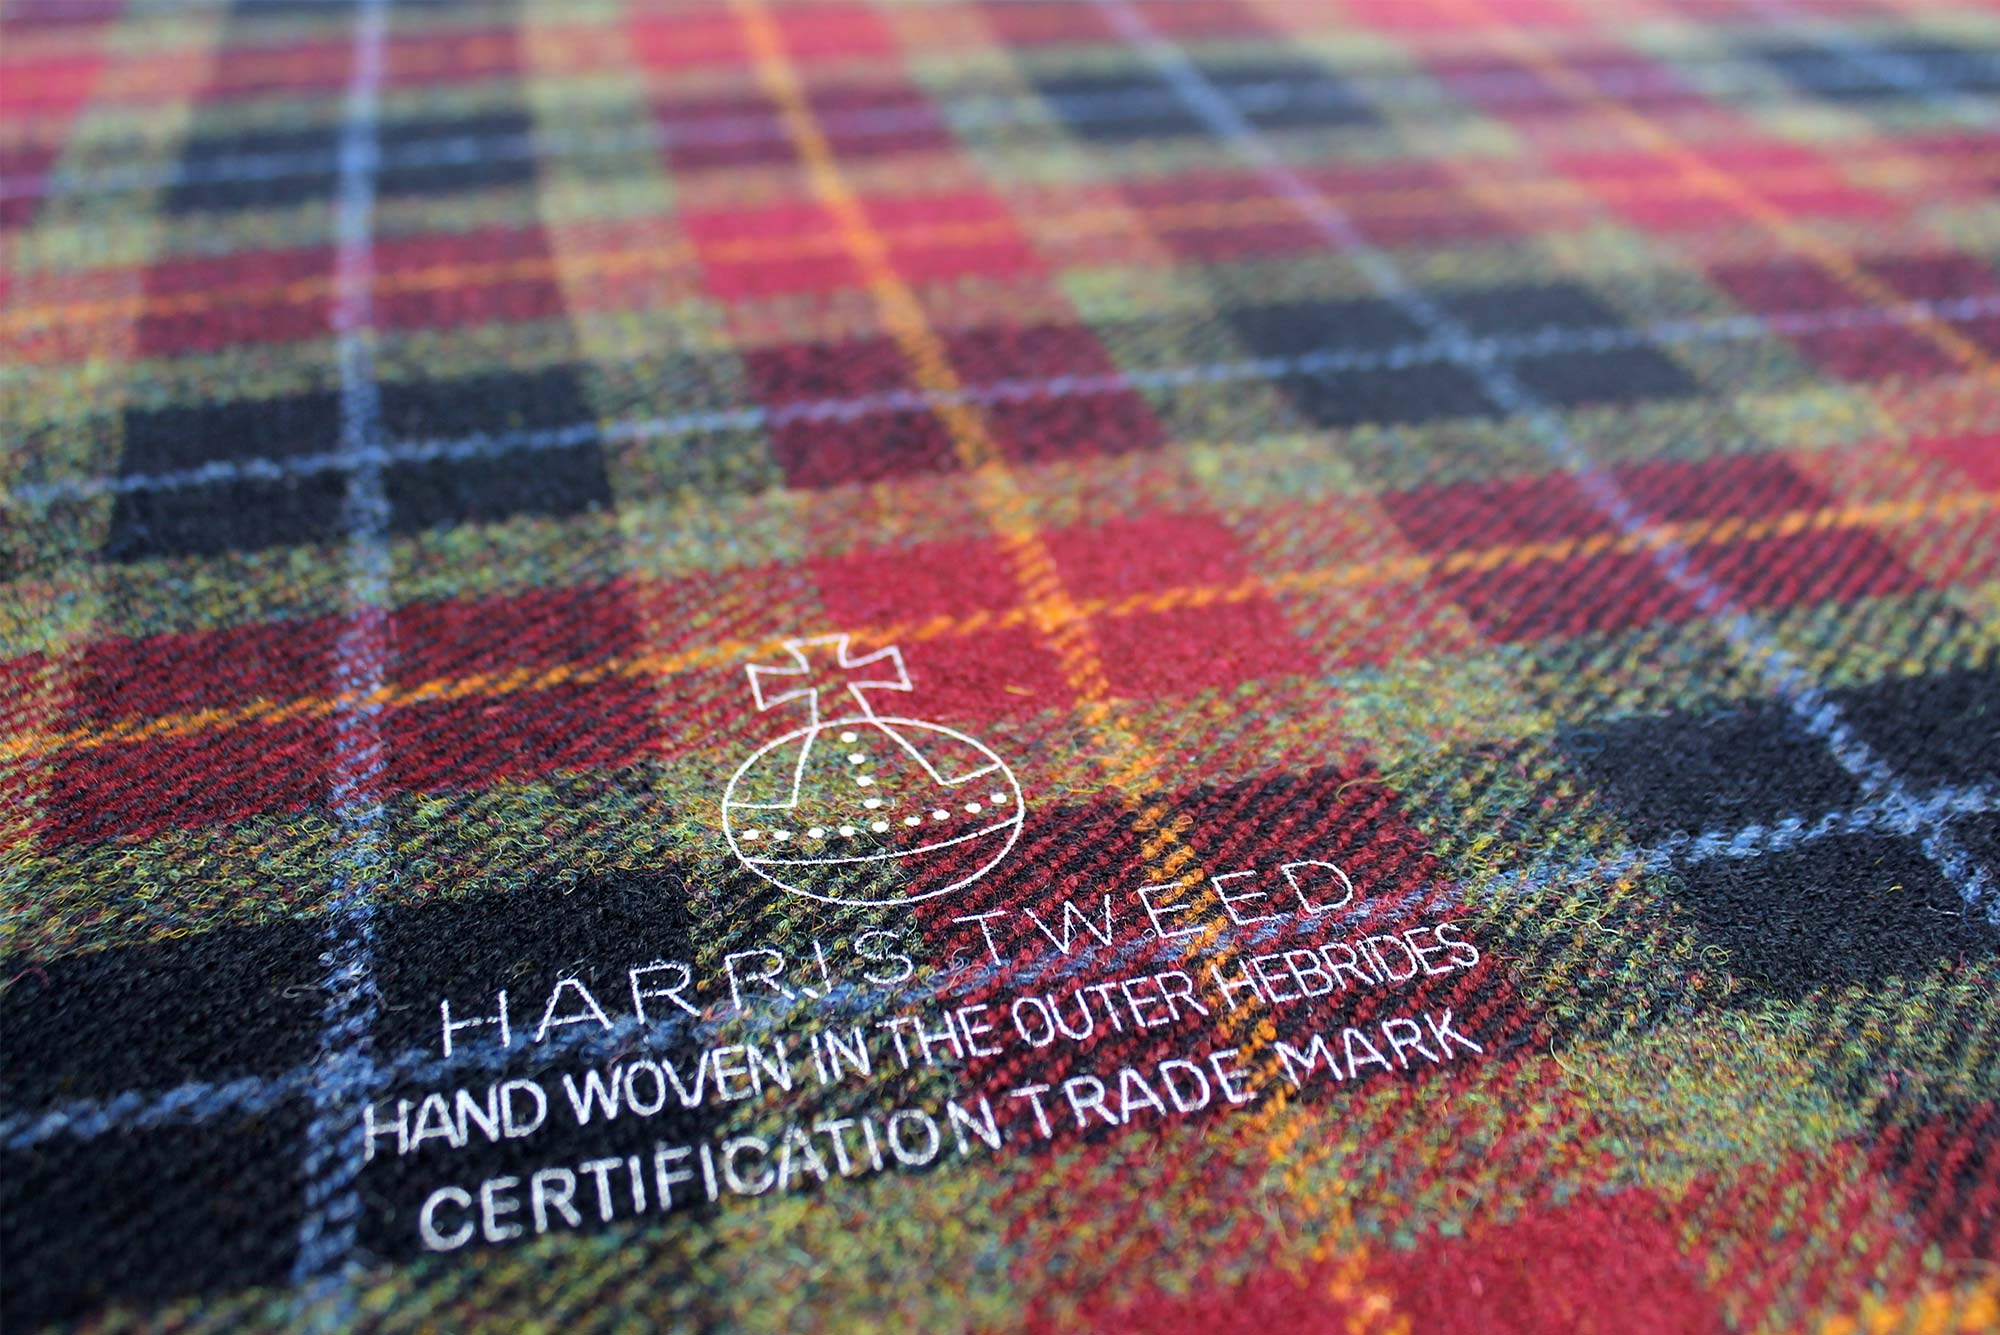 HARRIS TWEED
HAND WOVEN IN THE OUTER HEBRIDES
CERTIFICATION TRADE MARK